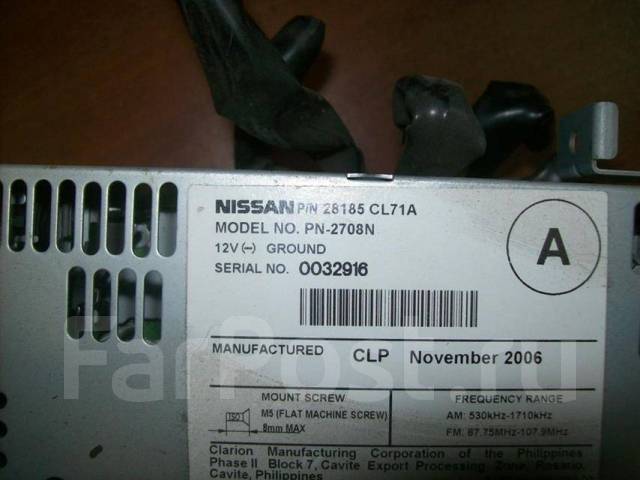 NISSAN P/N 28185 CL71A
MODEL NO. PN-2708N
12V(-) GROUND
SERIAL NO. 0032916
A
MANUFACTURED CLP November 2006
MOUNT SCREW
ISO
M5 (FLAT MACHINE SCREW)
8mm MAX
FREQUENCY RANGE
AM: 530kHz-1710kHz
FM: 87.75MHz-107.9MHz
Clarion Manufacturing Corporation of the Philippines
Phase II Block 7, Cavite Export Processing Zone, Rosario,
Cavite, Philippines
FarPost.ru